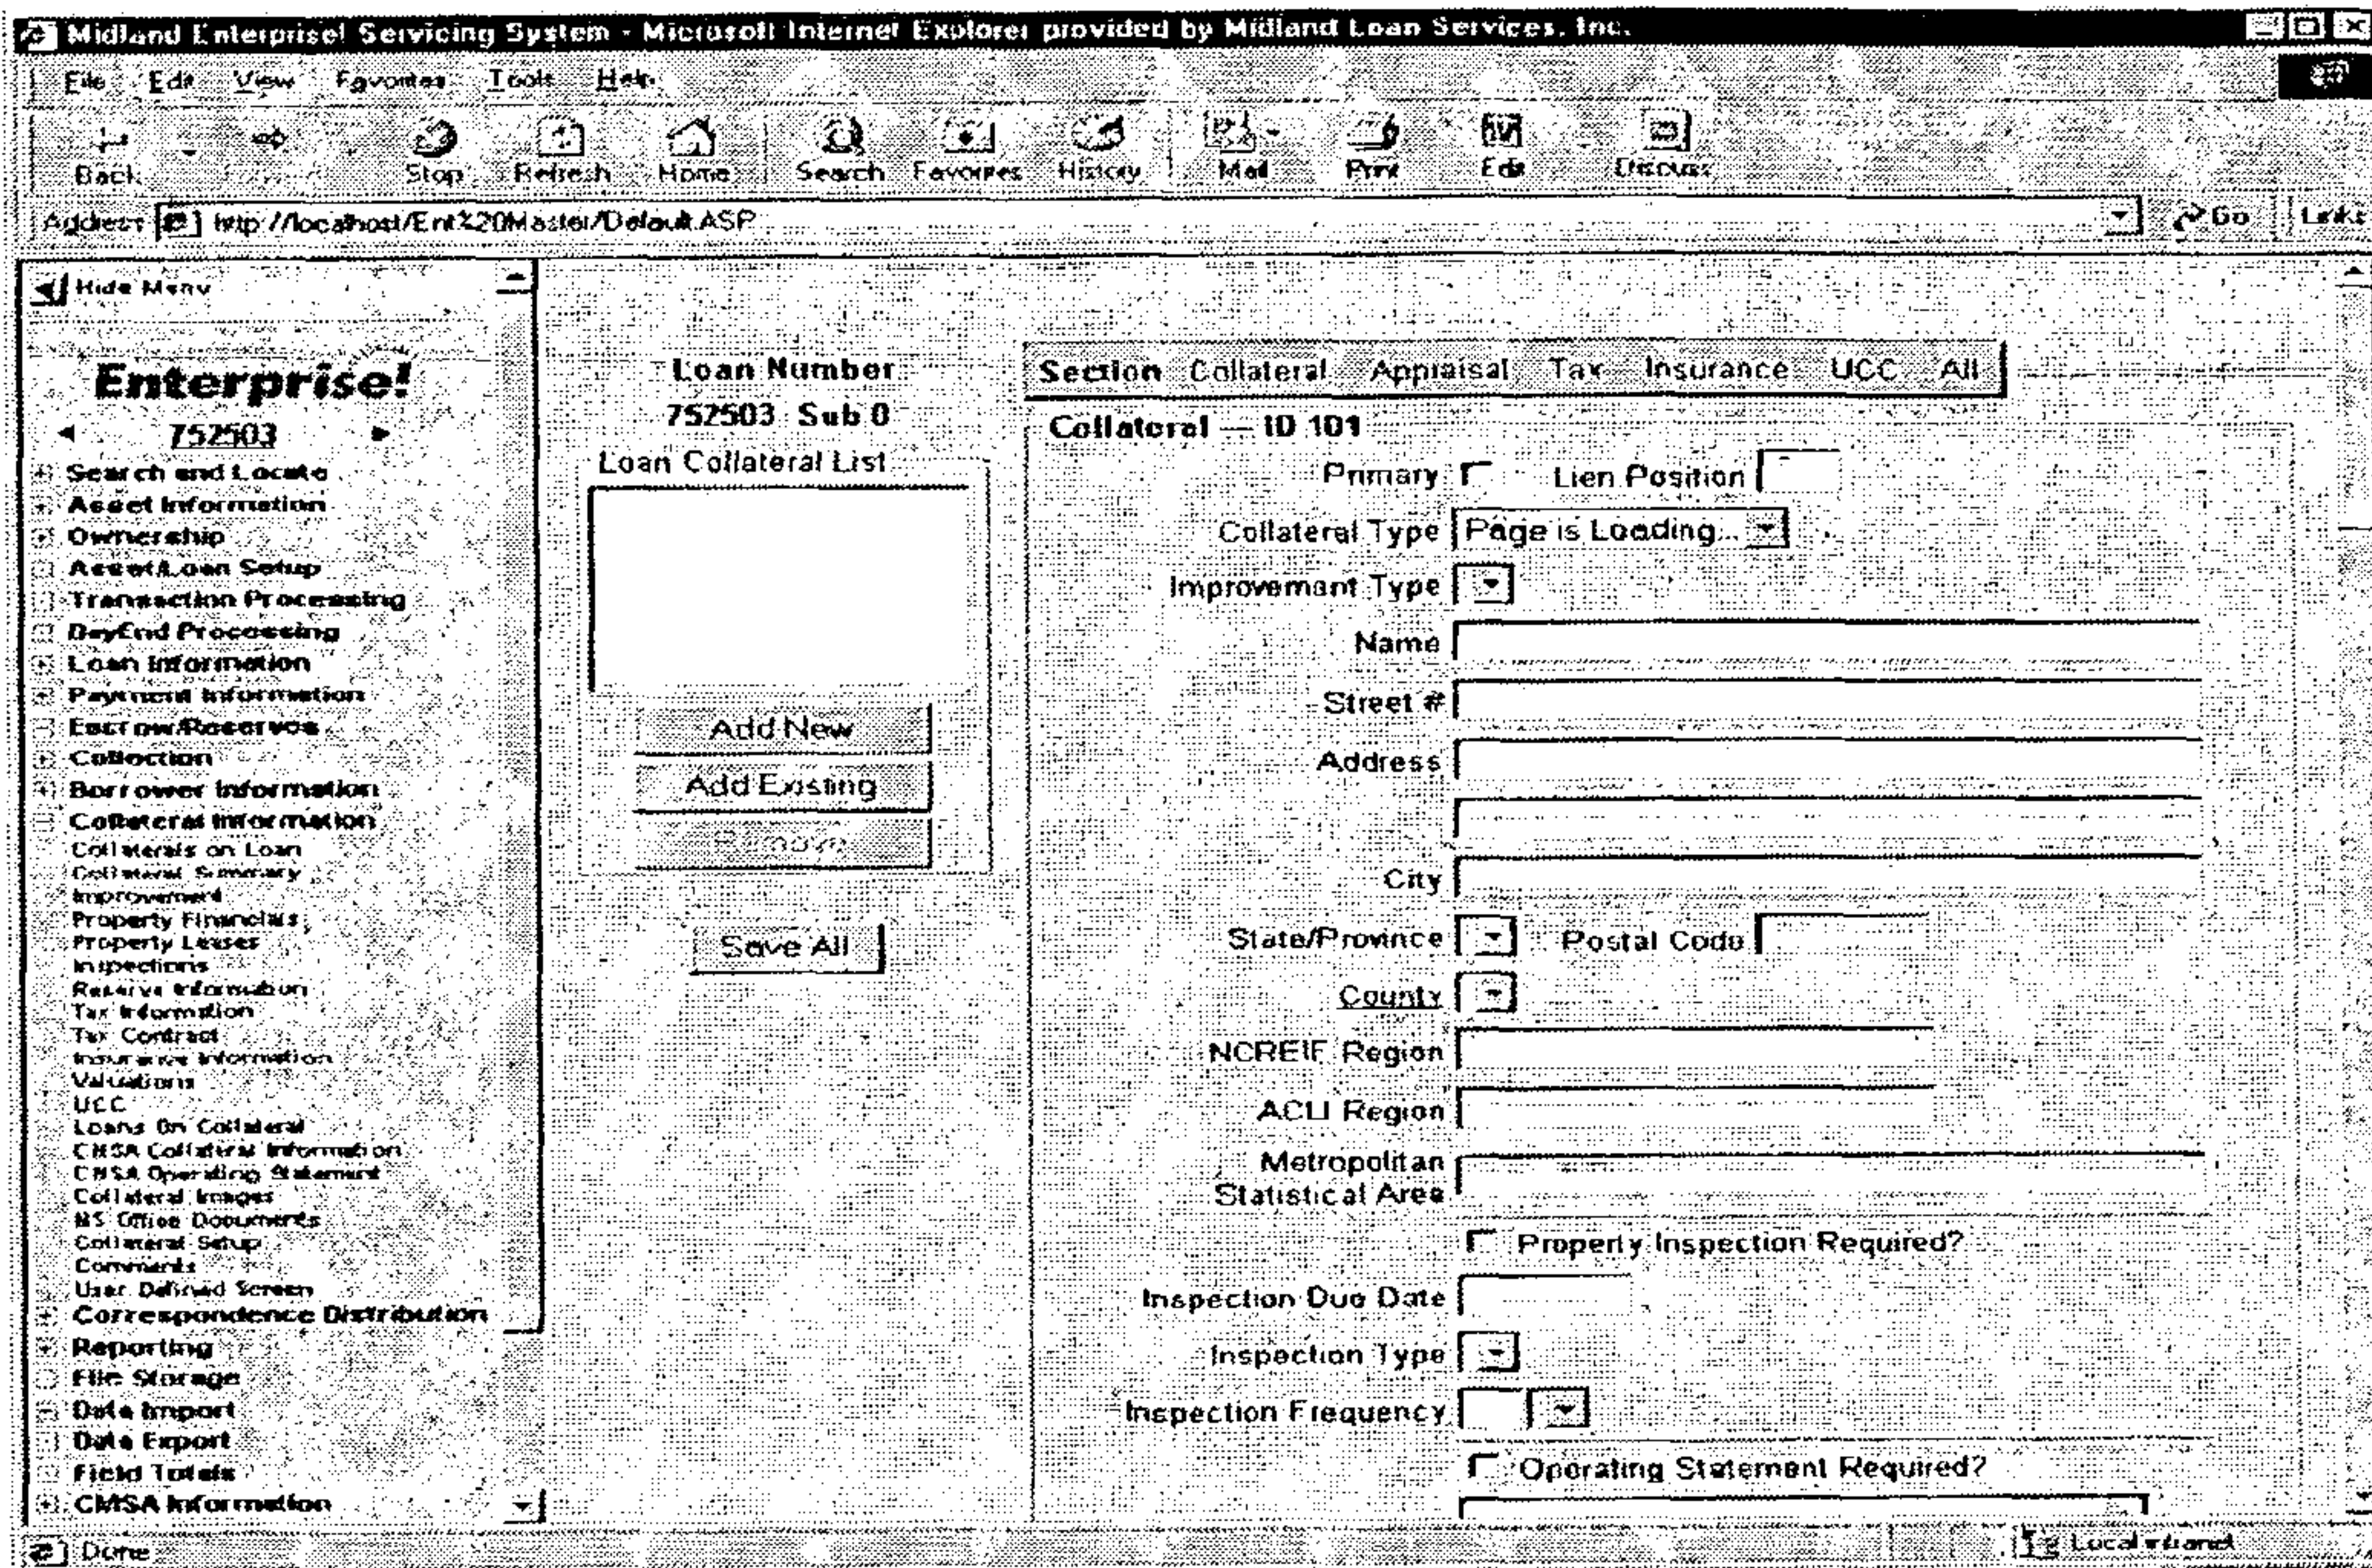 Midland Enterprise! Servicing System - Microsoft Internet Explorer provided by Midland Loan Services, Inc.
File Edit View Favorites Tools Help
Back Stop Refresh Home Search Favorites History Mail Print Edit Discuss
Address http://localhost/Ent%20Master/Default.ASP Go Links
Hide Menu
Enterprise!
752503
Search and Locate
Asset Information
Ownership
Asset/Loan Setup
Transaction Processing
DayEnd Processing
Loan Information
Payment Information
Escrow/Reserves
Collection
Borrower Information
Collateral Information
Collaterals on Loan
Collateral Summary
Improvement
Property Financials
Property Leases
Inspections
Reserve Information
Tax Information
Tax Contract
Insurance Information
Valuations
UCC
Loans On Collateral
CMSA Collateral Information
CMSA Operating Statement
Collateral Images
MS Office Documents
Collateral Setup
Comments
User Defined Screen
Correspondence Distribution
Reporting
File Storage
Data Import
Data Export
Field Totals
CMSA Information
Loan Number
752503 Sub 0
Loan Collateral List
Add New
Add Existing
Remove
Save All
Section Collateral Appraisal Tax Insurance UCC All
Collateral — ID 101
Primary Lien Position
Collateral Type Page is Loading...
Improvement Type
Name
Street #
Address
City
State/Province Postal Code
County
NCREIF Region
ACLI Region
Metropolitan
Statistical Area
Property Inspection Required?
Inspection Due Date
Inspection Type
Inspection Frequency
Operating Statement Required?
Done Local intranet